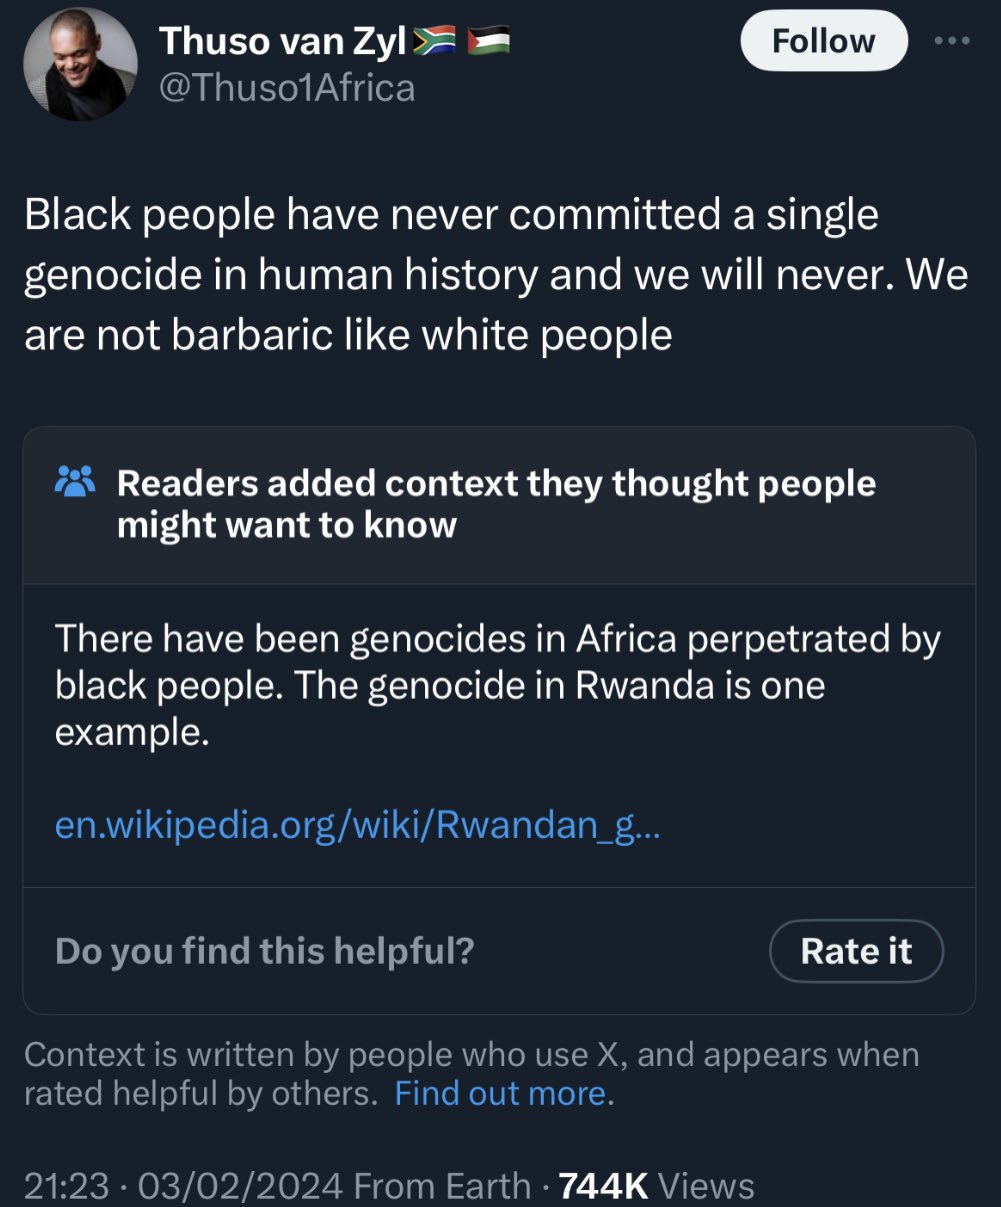 Thuso van Zyl🇿🇦 🇵🇸
Follow
@Thuso1Africa
Black people have never committed a single
genocide in human history and we will never. We
are not barbaric like white people
Readers added context they thought people
might want to know
There have been genocides in Africa perpetrated by
black people. The genocide in Rwanda is one
example.
en.wikipedia.org/wiki/Rwandan_g...
Do you find this helpful?
Rate it
Context is written by people who use X, and appears when
rated helpful by others. Find out more.
21:23 · 03/02/2024 From Earth · 744K Views